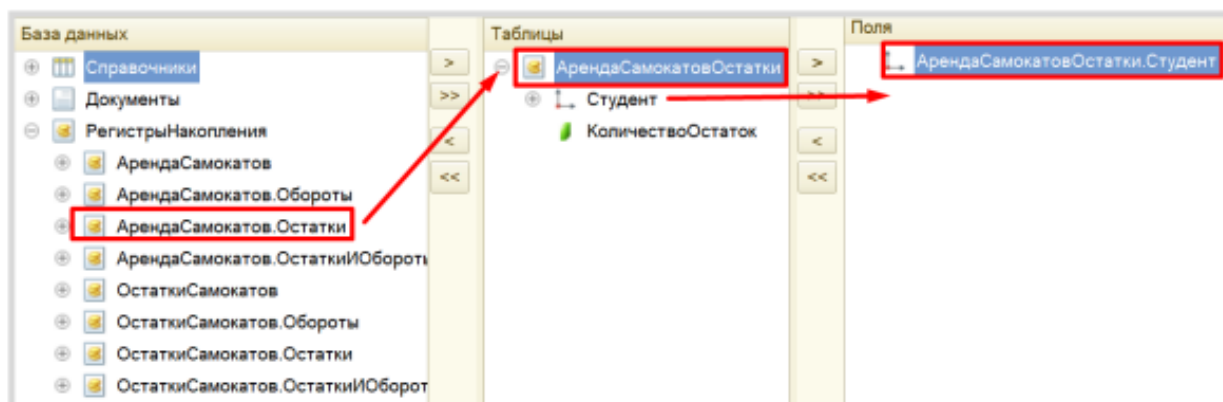 База данных
Справочники
Документы
РегистрыНакопления
АрендаСамокатов
АрендаСамокатов.Обороты
АрендаСамокатов.Остатки
АрендаСамокатов.ОстаткиИОбороты
ОстаткиСамокатов
ОстаткиСамокатов.Обороты
ОстаткиСамокатов.Остатки
ОстаткиСамокатов.ОстаткиИОборот
>
>>
<
<<
Таблицы
АрендаСамокатовОстатки
Студент
КоличествоОстаток
>
>>
<
<<
Поля
АрендаСамокатовОстатки.Студент